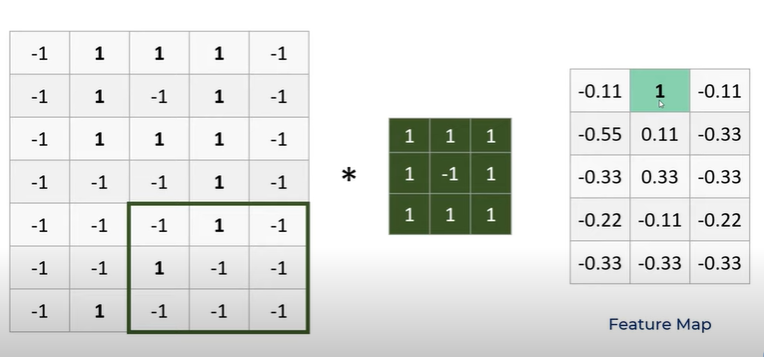 -1 1 1 1 -1
-1 1 -1 1 -1
-1 1 1 1 -1
-1 -1 -1 1 -1
-1 -1 -1 1 -1
-1 -1 1 -1 -1
-1 1 -1 -1 -1
*
1 1 1
1 -1 1
1 1 1
-0.11 1 -0.11
-0.55 0.11 -0.33
-0.33 0.33 -0.33
-0.22 -0.11 -0.22
-0.33 -0.33 -0.33
Feature Map